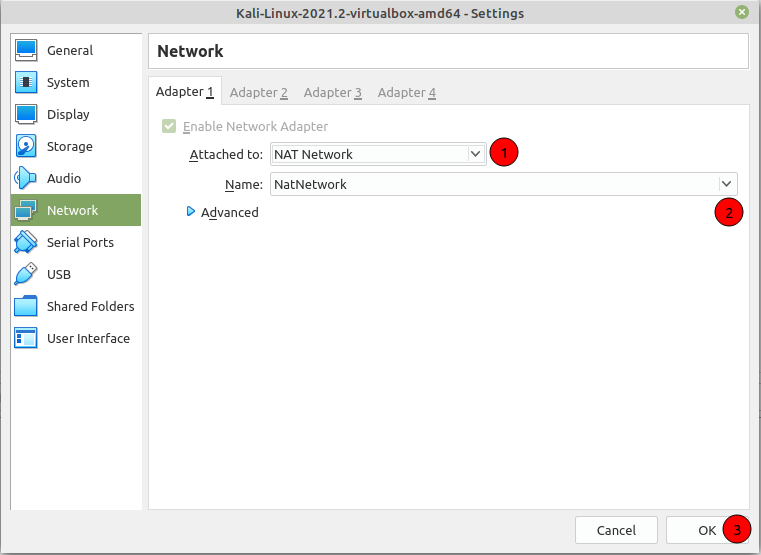 Kali-Linux-2021.2-virtualbox-amd64 - Settings
General
System
Display
Storage
Audio
Network
Serial Ports
USB
Shared Folders
User Interface
Network
Adapter 1 Adapter 2 Adapter 3 Adapter 4
Enable Network Adapter
Attached to: NAT Network 1
Name: NatNetwork
Advanced 2
Cancel OK 3